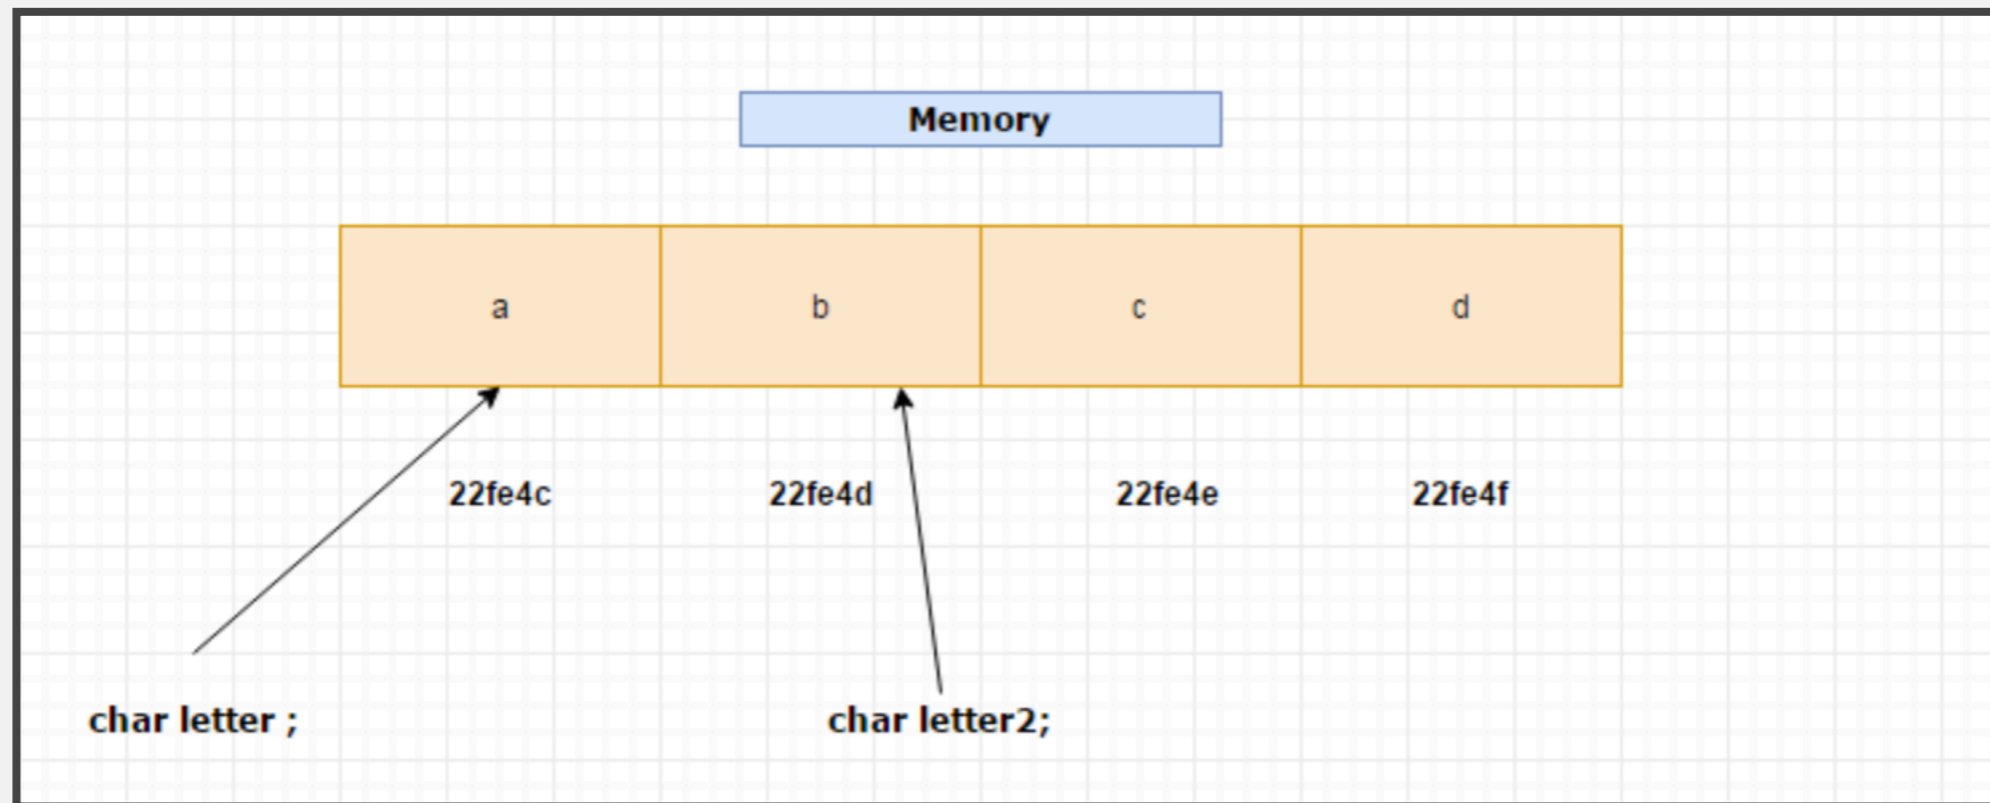 Memory
a b c d
22fe4c 22fe4d 22fe4e 22fe4f
char letter ; char letter2;